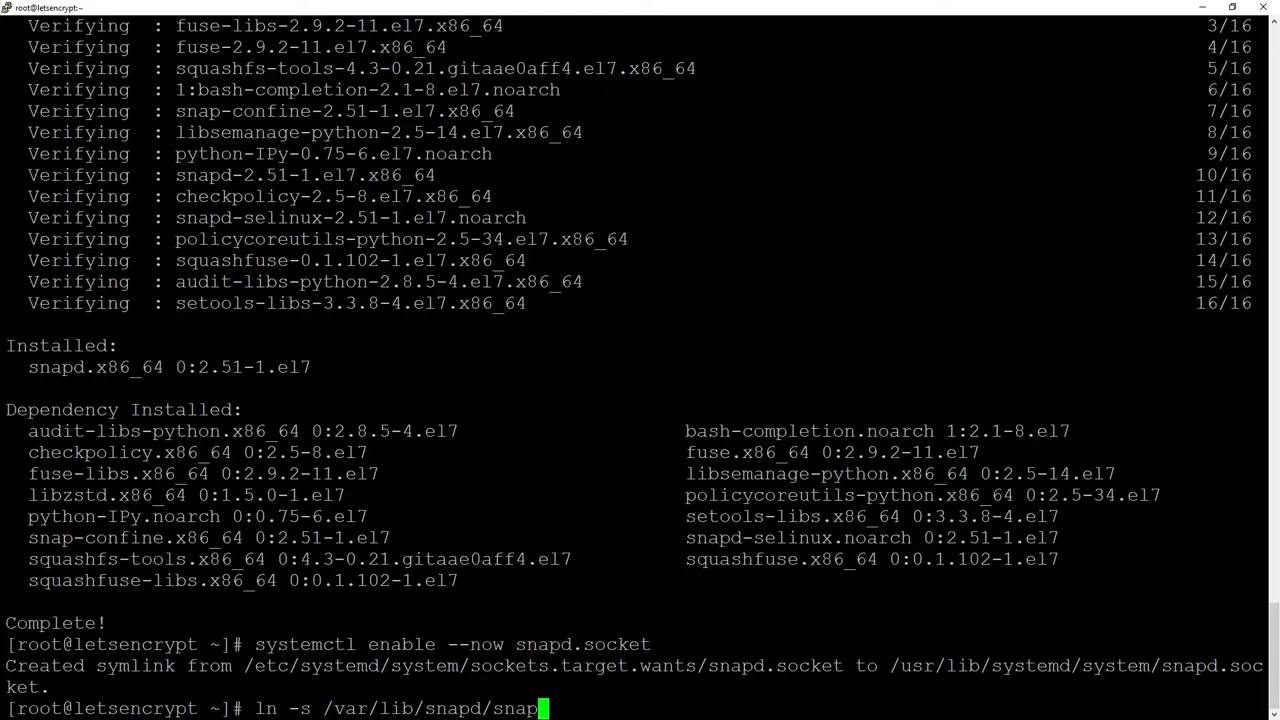 root@letsencrypt:~
Verifying  : fuse-libs-2.9.2-11.el7.x86_64 3/16
Verifying  : fuse-2.9.2-11.el7.x86_64 4/16
Verifying  : squashfs-tools-4.3-0.21.gitaae0aff4.el7.x86_64 5/16
Verifying  : 1:bash-completion-2.1-8.el7.noarch 6/16
Verifying  : snap-confine-2.51-1.el7.x86_64 7/16
Verifying  : libsemanage-python-2.5-14.el7.x86_64 8/16
Verifying  : python-IPy-0.75-6.el7.noarch 9/16
Verifying  : snapd-2.51-1.el7.x86_64 10/16
Verifying  : checkpolicy-2.5-8.el7.x86_64 11/16
Verifying  : snapd-selinux-2.51-1.el7.noarch 12/16
Verifying  : policycoreutils-python-2.5-34.el7.x86_64 13/16
Verifying  : squashfuse-0.1.102-1.el7.x86_64 14/16
Verifying  : audit-libs-python-2.8.5-4.el7.x86_64 15/16
Verifying  : setools-libs-3.3.8-4.el7.x86_64 16/16
Installed:
snapd.x86_64 0:2.51-1.el7
Dependency Installed:
audit-libs-python.x86_64 0:2.8.5-4.el7 bash-completion.noarch 1:2.1-8.el7
checkpolicy.x86_64 0:2.5-8.el7 fuse.x86_64 0:2.9.2-11.el7
fuse-libs.x86_64 0:2.9.2-11.el7 libsemanage-python.x86_64 0:2.5-14.el7
libzstd.x86_64 0:1.5.0-1.el7 policycoreutils-python.x86_64 0:2.5-34.el7
python-IPy.noarch 0:0.75-6.el7 setools-libs.x86_64 0:3.3.8-4.el7
snap-confine.x86_64 0:2.51-1.el7 snapd-selinux.noarch 0:2.51-1.el7
squashfs-tools.x86_64 0:4.3-0.21.gitaae0aff4.el7 squashfuse.x86_64 0:0.1.102-1.el7
squashfuse-libs.x86_64 0:0.1.102-1.el7
Complete!
[root@letsencrypt ~]# systemctl enable --now snapd.socket
Created symlink from /etc/systemd/system/sockets.target.wants/snapd.socket to /usr/lib/systemd/system/snapd.soc
ket.
[root@letsencrypt ~]# ln -s /var/lib/snapd/snap